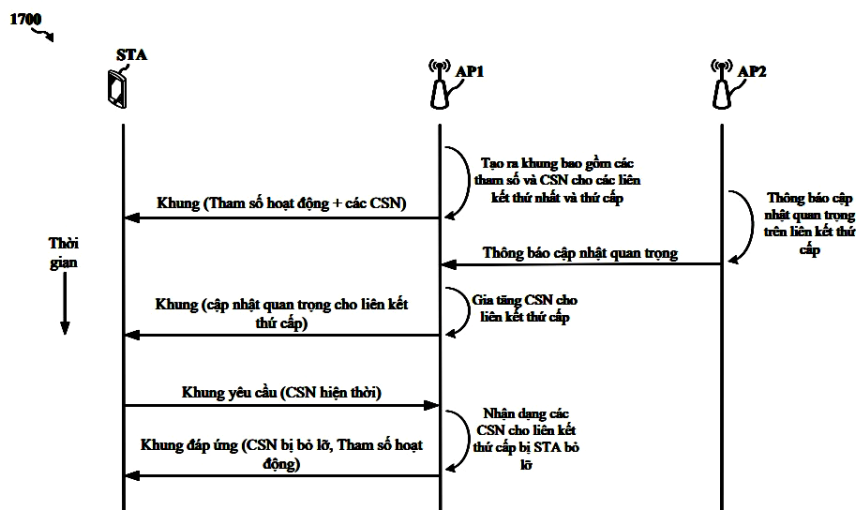 1700
STA
AP1
AP2
Tạo ra khung bao gồm các
tham số và CSN cho các liên
kết thứ nhất và thứ cấp
Khung (Tham số hoạt động + các CSN)
Thông báo cập
nhật quan trọng
trên liên kết thứ
cấp
Thời
gian
Thông báo cập nhật quan trọng
Khung (cập nhật quan trọng cho liên kết
thứ cấp)
Gia tăng CSN cho
liên kết thứ cấp
Khung yêu cầu (CSN hiện thời)
Nhận dạng các
CSN cho liên kết
thứ cấp bị STA bỏ
lỡ
Khung đáp ứng (CSN bị bỏ lỡ, Tham số hoạt
động)